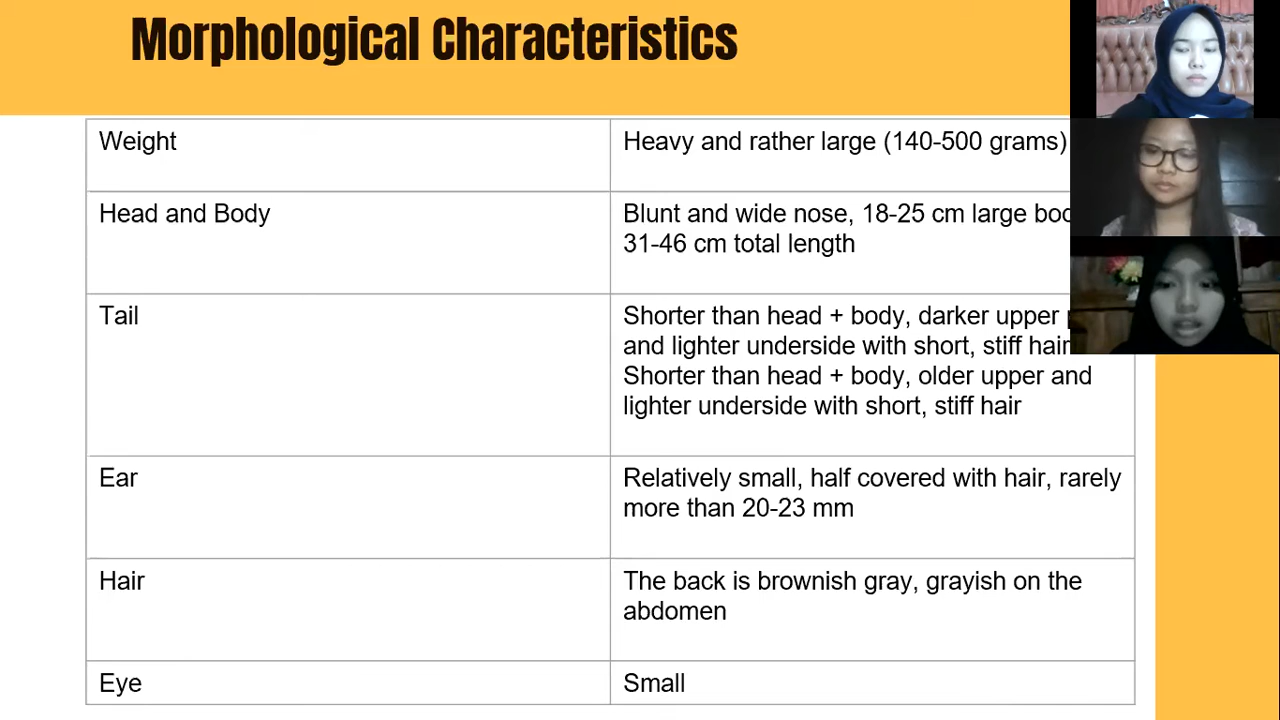 Morphological Characteristics
Weight
Heavy and rather large (140-500 grams)
Head and Body
Blunt and wide nose, 18-25 cm large
31-46 cm total length
Tail
Shorter than head + body, darker upper
and lighter underside with short, stiff hair
Shorter than head + body, older upper and
lighter underside with short, stiff hair
Ear
Relatively small, half covered with hair, rarely
more than 20-23 mm
Hair
The back is brownish gray, grayish on the
abdomen
Eye
Small